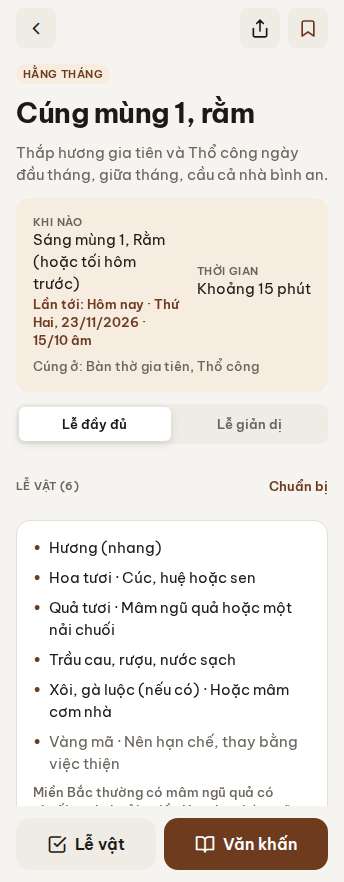 HẰNG THÁNG
Cúng mùng 1, rằm
Thắp hương gia tiên và Thổ công ngày
đầu tháng, giữa tháng, cầu cả nhà bình an.
KHI NÀO
Sáng mùng 1, Rằm
(hoặc tối hôm
trước)
Lần tới: Hôm nay · Thứ
Hai, 23/11/2026 ·
15/10 âm
THỜI GIAN
Khoảng 15 phút
Cúng ở: Bàn thờ gia tiên, Thổ công
Lễ đầy đủ
Lễ giản dị
LỄ VẬT (6)
Chuẩn bị
• Hương (nhang)
• Hoa tươi · Cúc, huệ hoặc sen
• Quả tươi · Mâm ngũ quả hoặc một
nải chuối
• Trầu cau, rượu, nước sạch
• Xôi, gà luộc (nếu có) · Hoặc mâm
cơm nhà
• Vàng mã · Nên hạn chế, thay bằng
việc thiện
Miền Bắc thường có mâm ngũ quả có
Lễ vật
Văn khấn